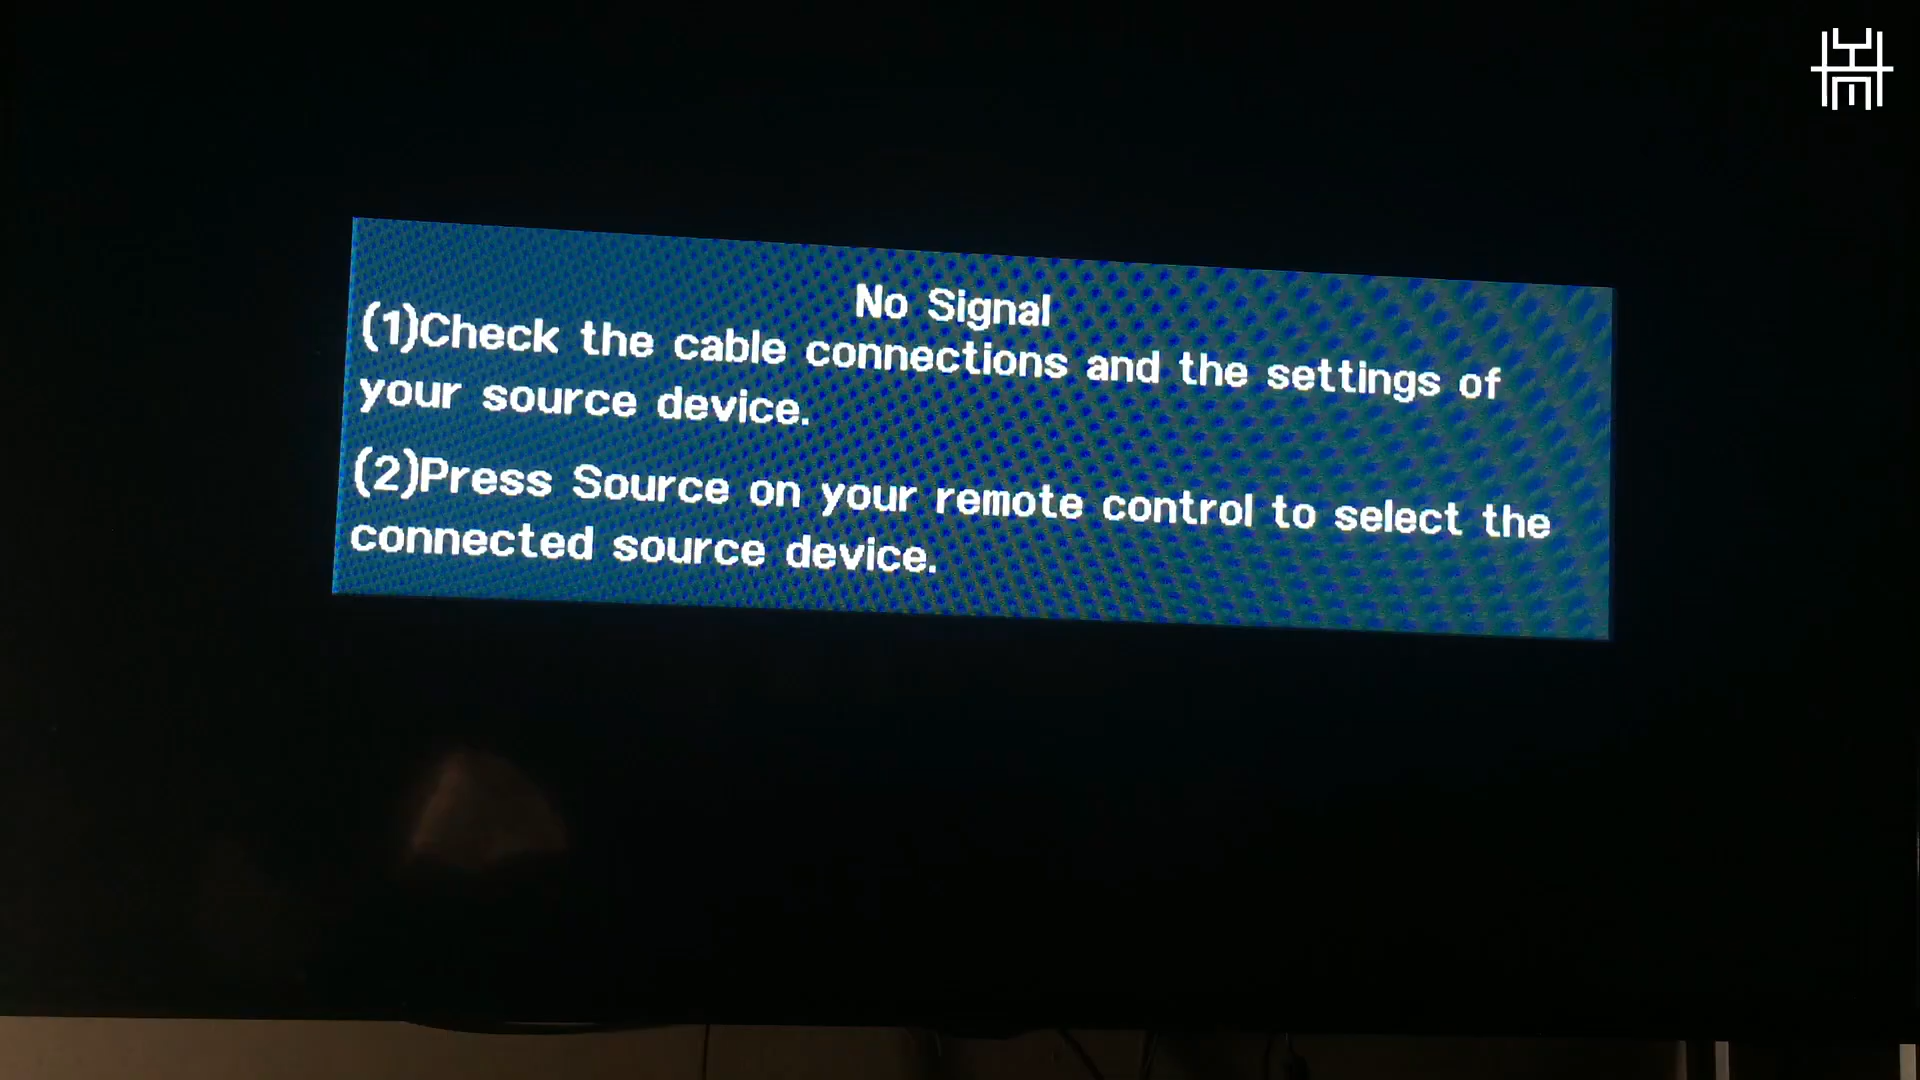 No Signal
(1)Check the cable connections and the settings of
your source device.
(2)Press Source on your remote control to select the
connected source device.